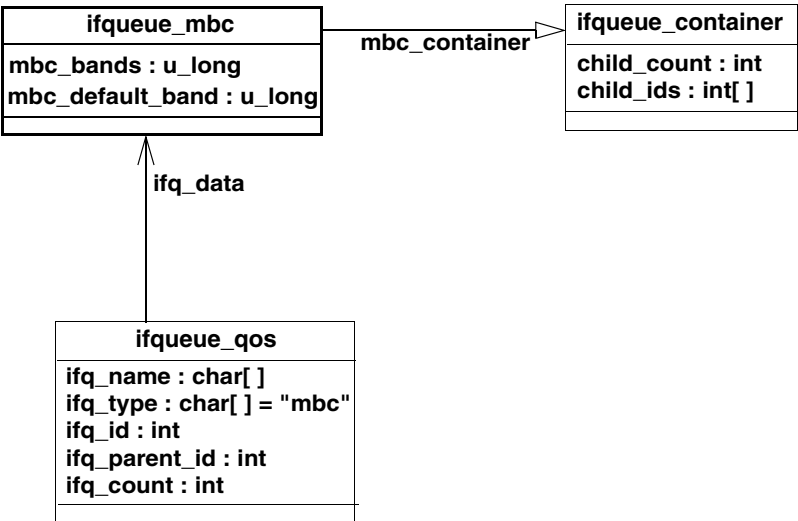 ifqueue_mbc
mbc_bands : u_long
mbc_default_band : u_long
mbc_container
ifqueue_container
child_count : int
child_ids : int[ ]
ifq_data
ifqueue_qos
ifq_name : char[ ]
ifq_type : char[ ] = "mbc"
ifq_id : int
ifq_parent_id : int
ifq_count : int